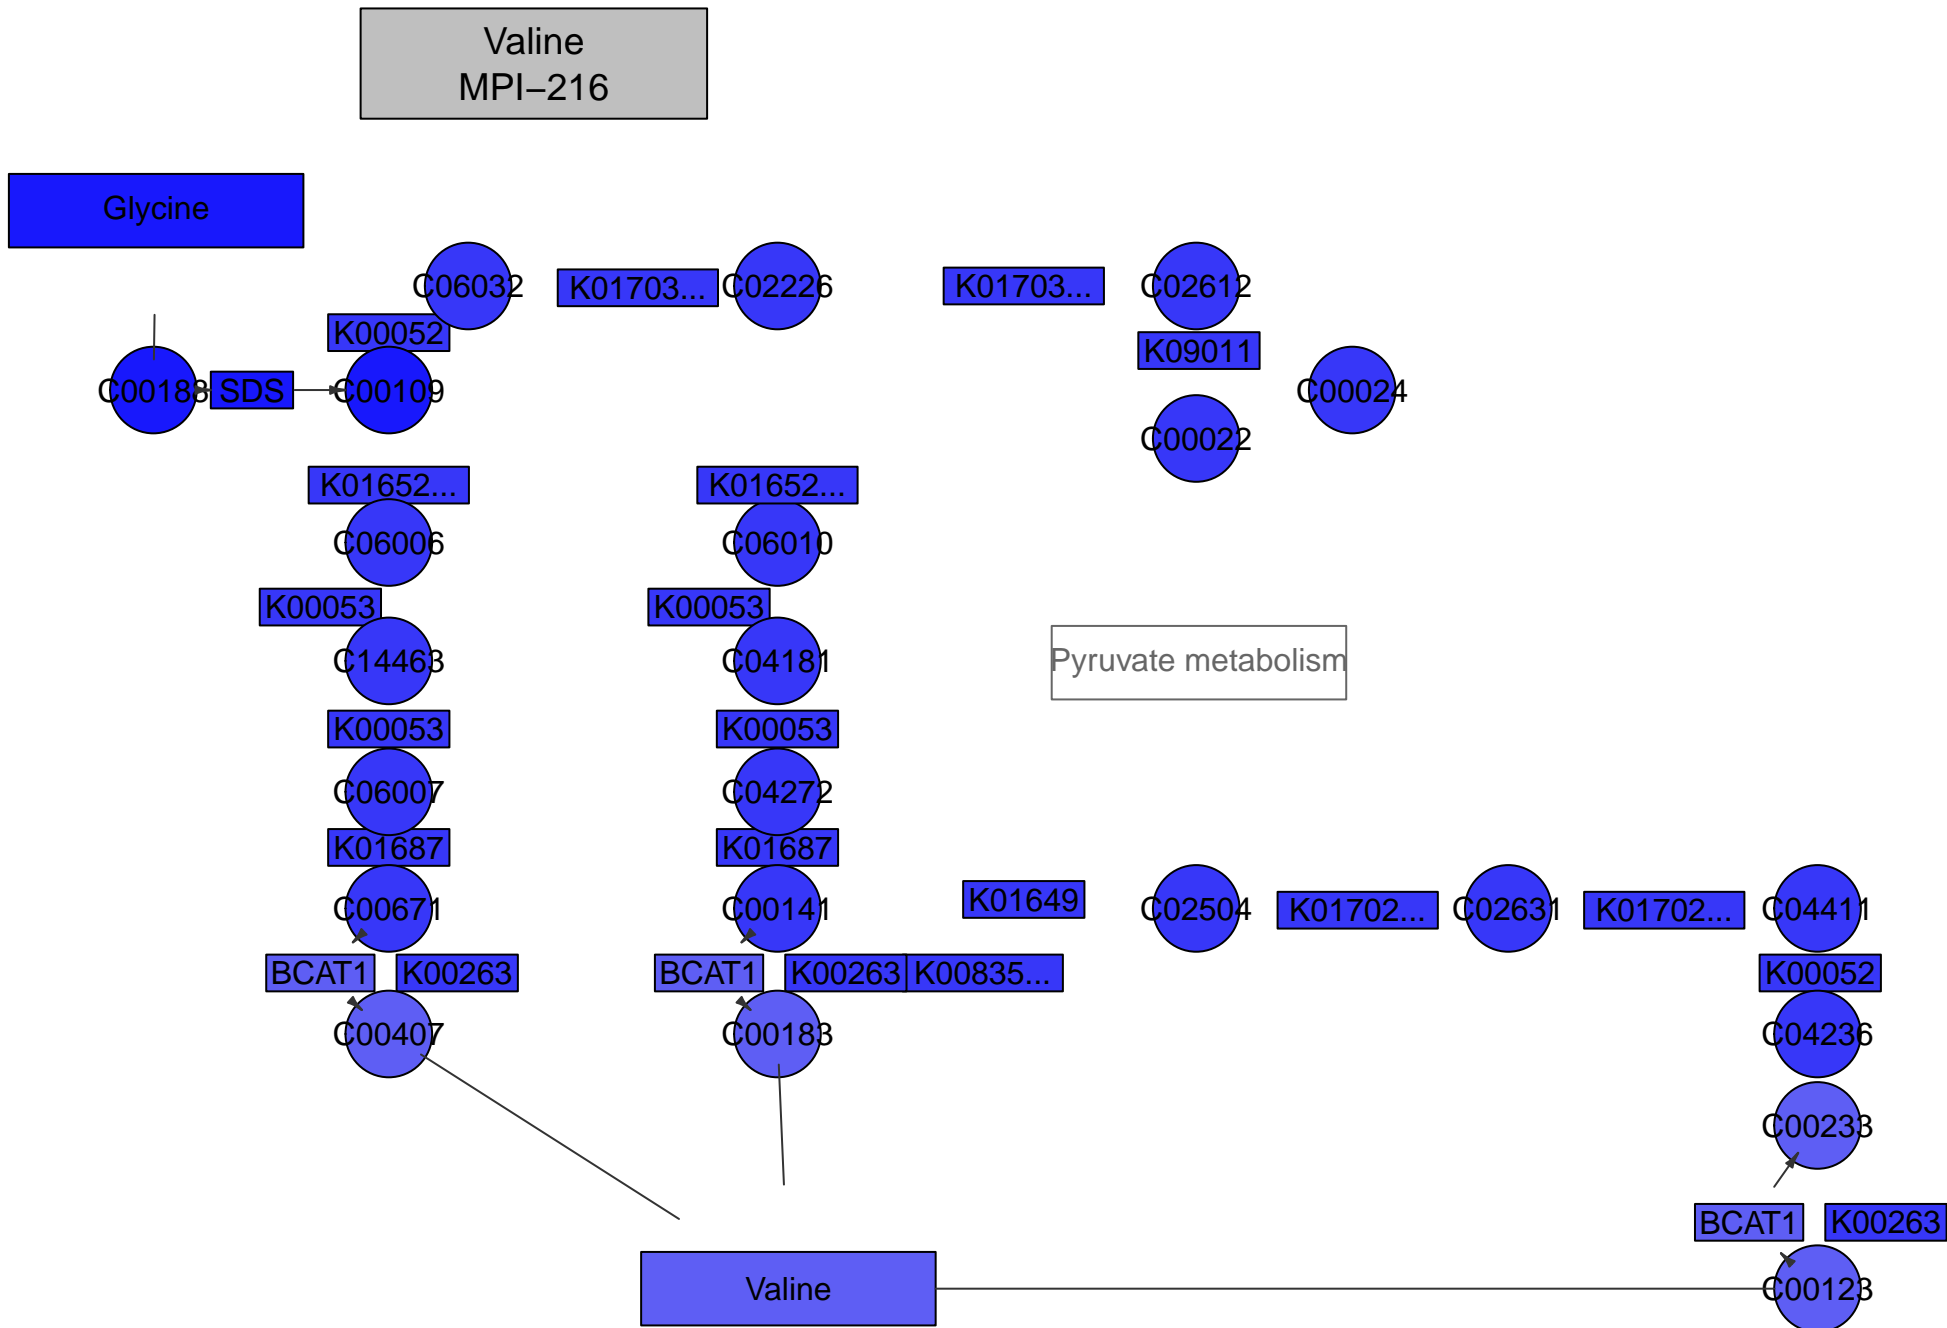 Valine
MPI−216
Glycine
C06032
K01703...
C02226
K01703...
C02612
K00052
K09011
C00188
SDS
C00109
C00024
C00022
K01652...
K01652...
C06006
C06010
K00053
K00053
C14463
C04181
Pyruvate metabolism
K00053
K00053
C06007
C04272
K01687
K01687
C00671
C00141
K01649
C02504
K01702...
C02631
K01702...
C04411
BCAT1
K00263
BCAT1
K00263
K00835...
K00052
C00407
C00183
C04236
C00233
BCAT1
K00263
Valine
C00123